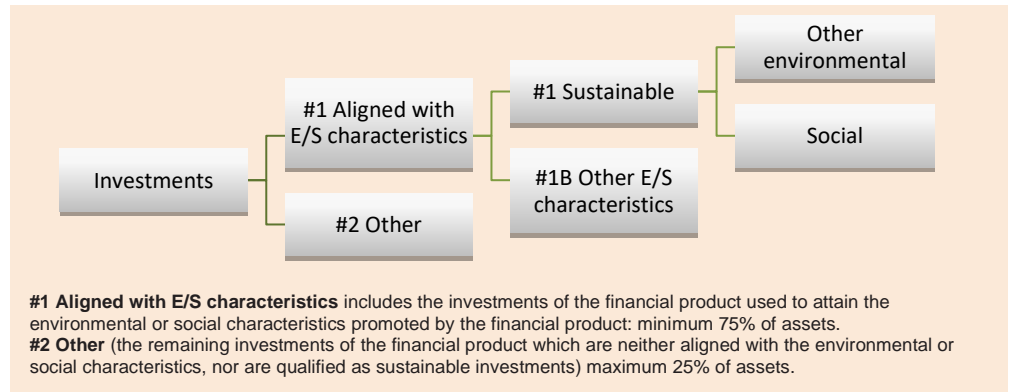 Other
environmental
#1 Aligned with
E/S characteristics
#1 Sustainable
Social
Investments
#1B Other E/S
characteristics
#2 Other
#1 Aligned with E/S characteristics includes the investments of the financial product used to attain the
environmental or social characteristics promoted by the financial product: minimum 75% of assets.
#2 Other (the remaining investments of the financial product which are neither aligned with the environmental or
social characteristics, nor are qualified as sustainable investments) maximum 25% of assets.